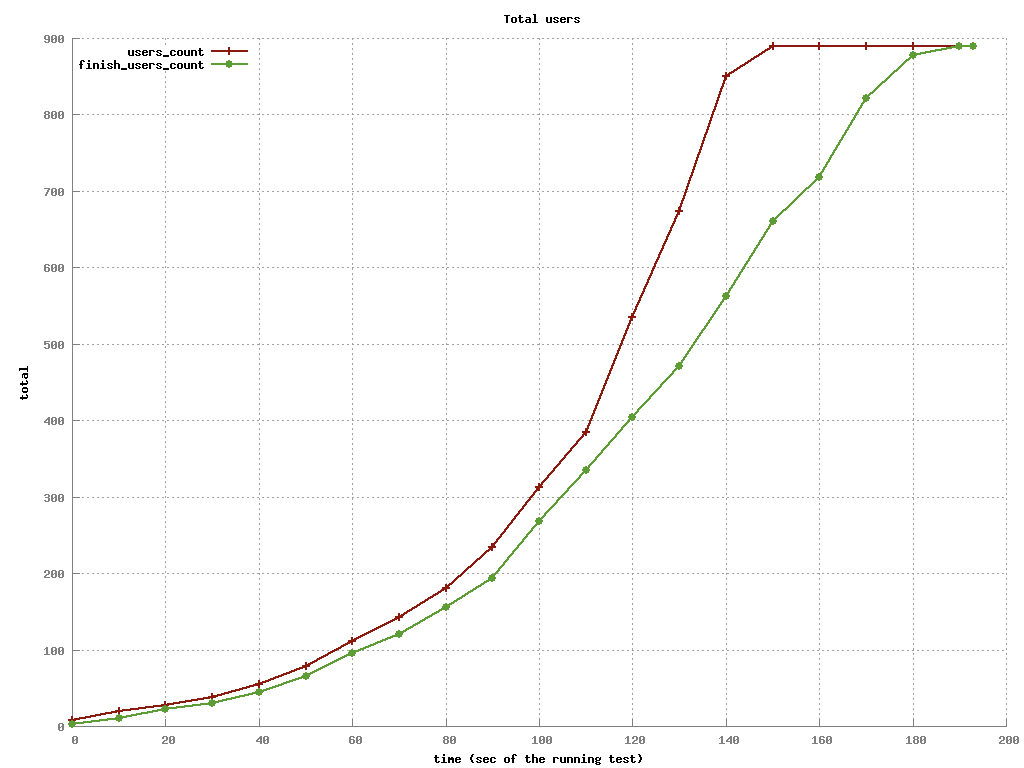 Total users
users_count
finish_users_count
900
800
700
600
500
400
300
200
100
0
total
0 20 40 60 80 100 120 140 160 180 200
time (sec of the running test)